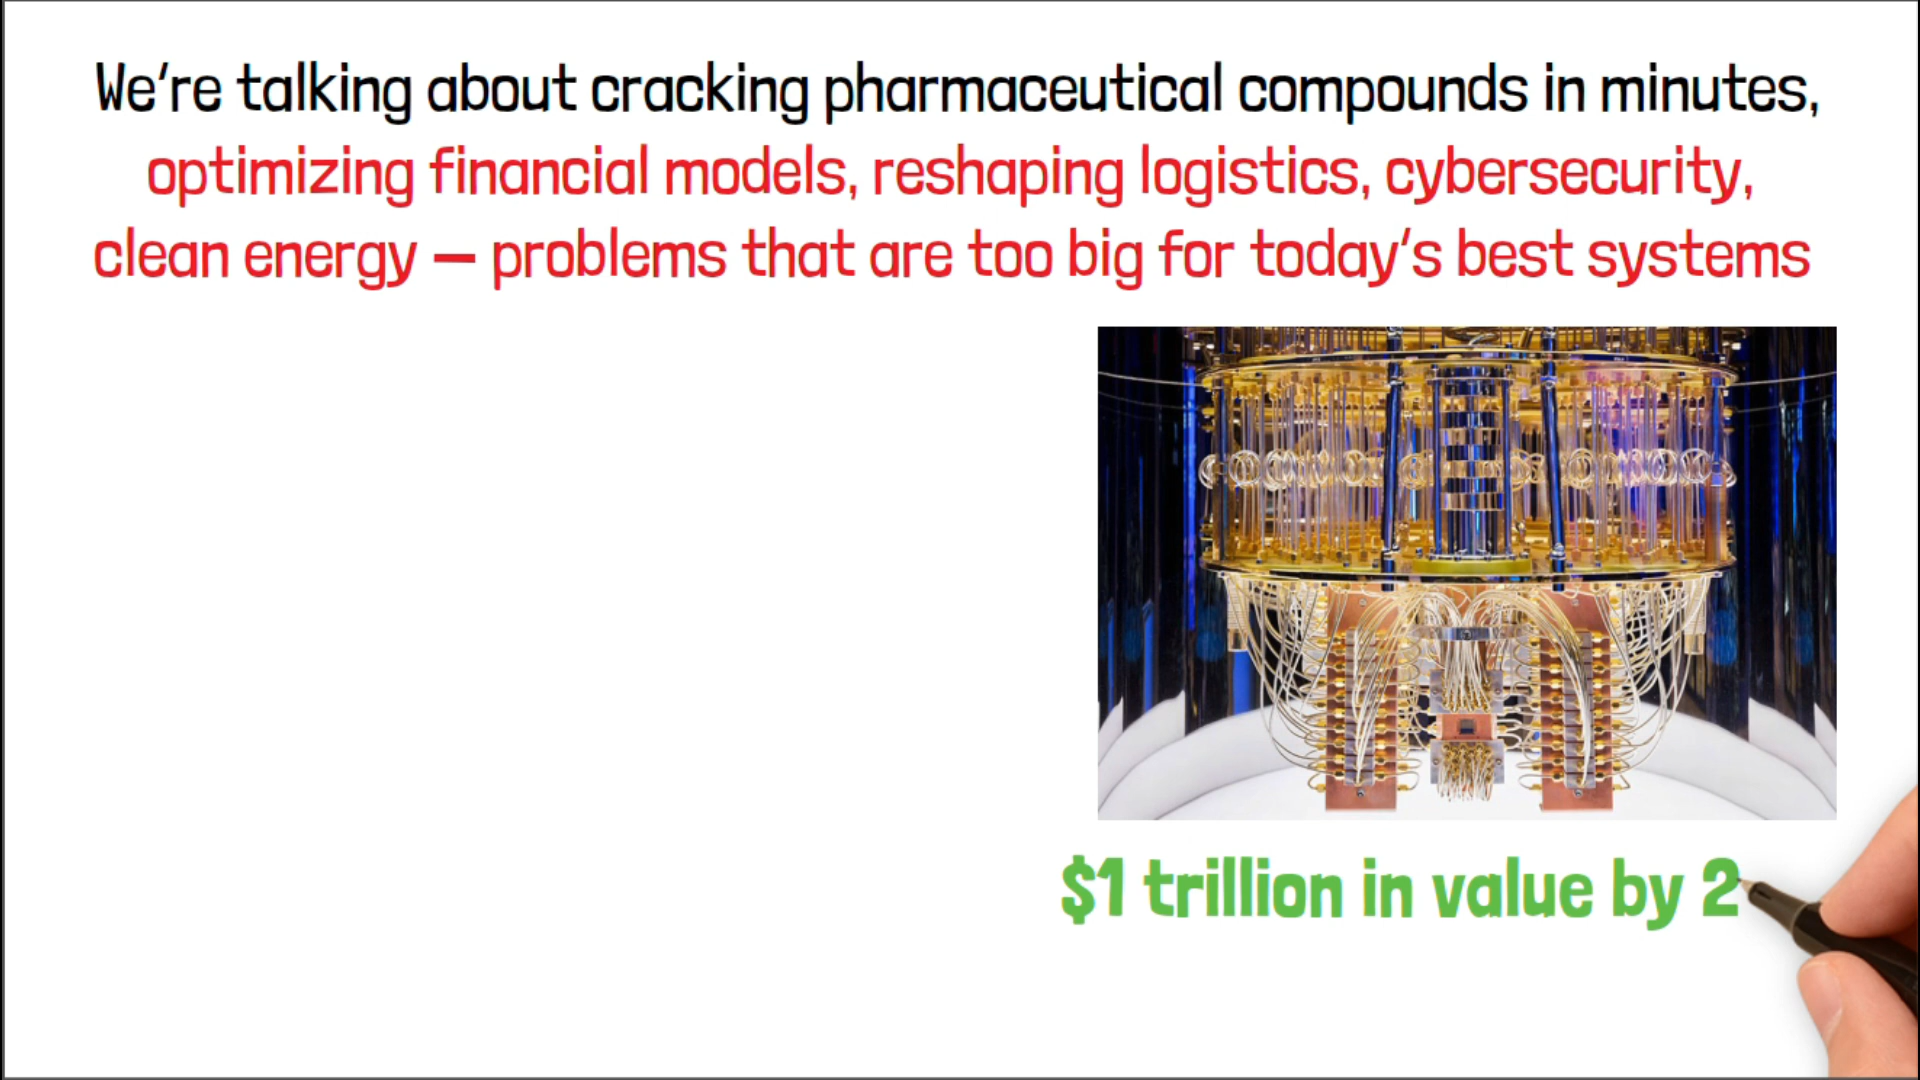 We're talking about cracking pharmaceutical compounds in minutes,
optimizing financial models, reshaping logistics, cybersecurity,
clean energy — problems that are too big for today's best systems
$1 trillion in value by 2